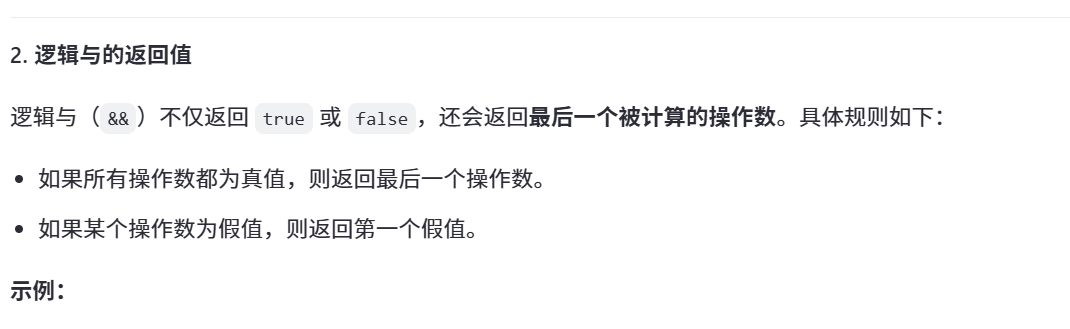 2. 逻辑与的返回值
逻辑与（&&）不仅返回 true 或 false，还会返回最后一个被计算的操作数。具体规则如下：
• 如果所有操作数都为真值，则返回最后一个操作数。
• 如果某个操作数为假值，则返回第一个假值。
示例：